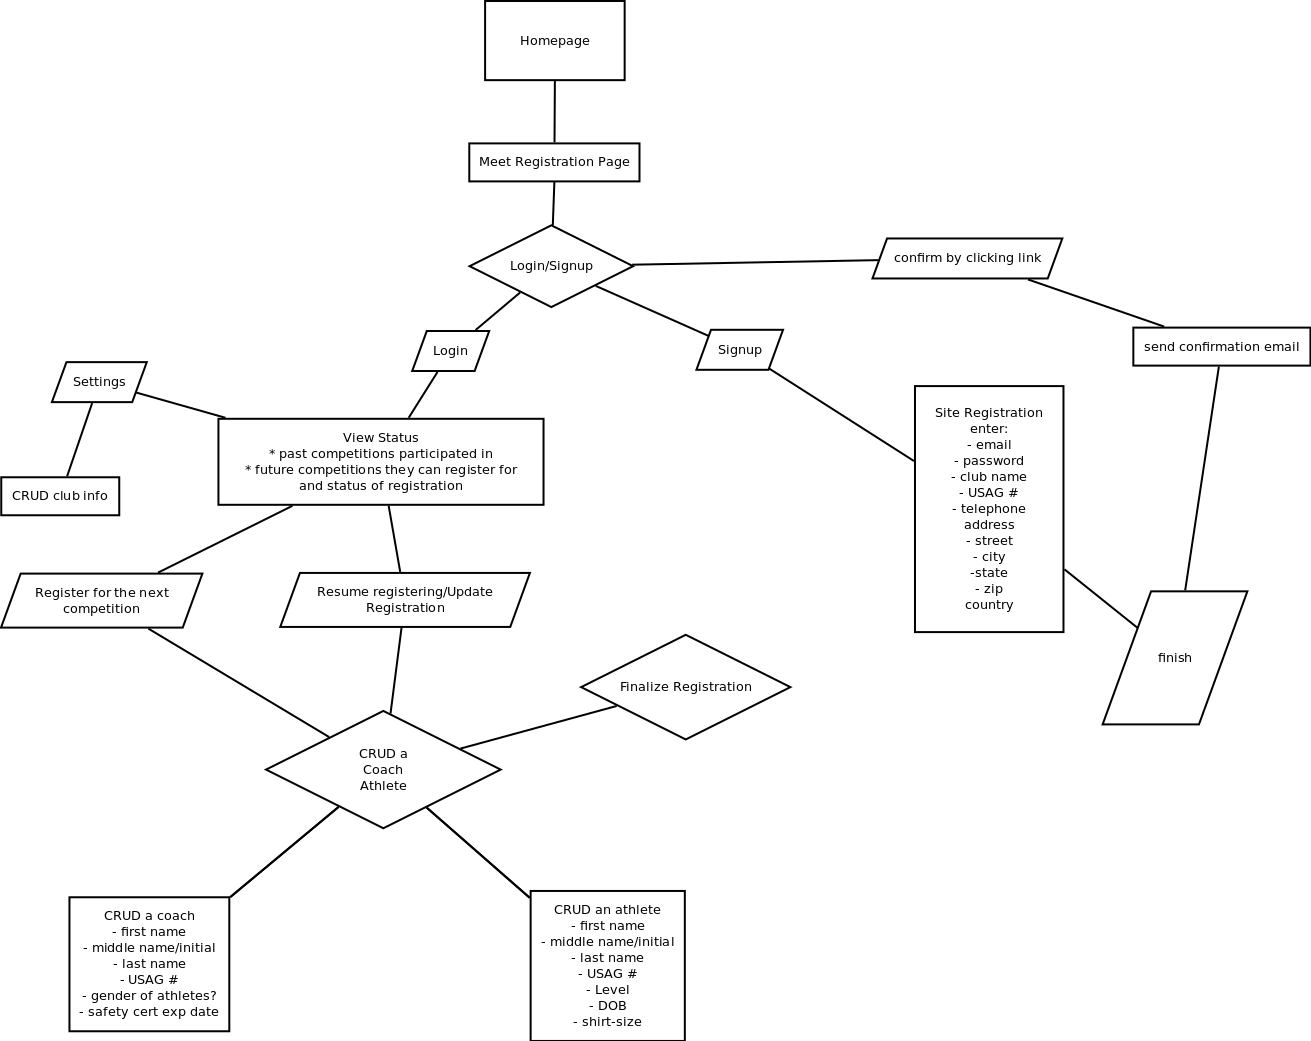 Homepage
Meet Registration Page
Login/Signup
confirm by clicking link
send confirmation email
Login
Signup
Settings
CRUD club info
View Status
* past competitions participated in
* future competitions they can register for
and status of registration
Site Registration
enter:
- email
- password
- club name
- USAG #
- telephone
address
- street
- city
-state
- zip
country
Register for the next
competition
Resume registering/Update
Registration
finish
Finalize Registration
CRUD a
Coach
Athlete
CRUD a coach
- first name
- middle name/initial
- last name
- USAG #
- gender of athletes?
- safety cert exp date
CRUD an athlete
- first name
- middle name/initial
- last name
- USAG #
- Level
- DOB
- shirt-size